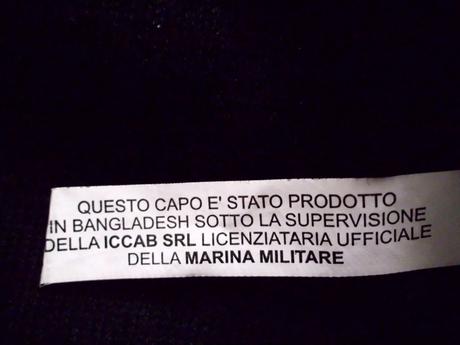 QUESTO CAPO E' STATO PRODOTTO
IN BANGLADESH SOTTO LA SUPERVISIONE
DELLA ICCAB SRL LICENZIATARIA UFFICIALE
DELLA MARINA MILITARE